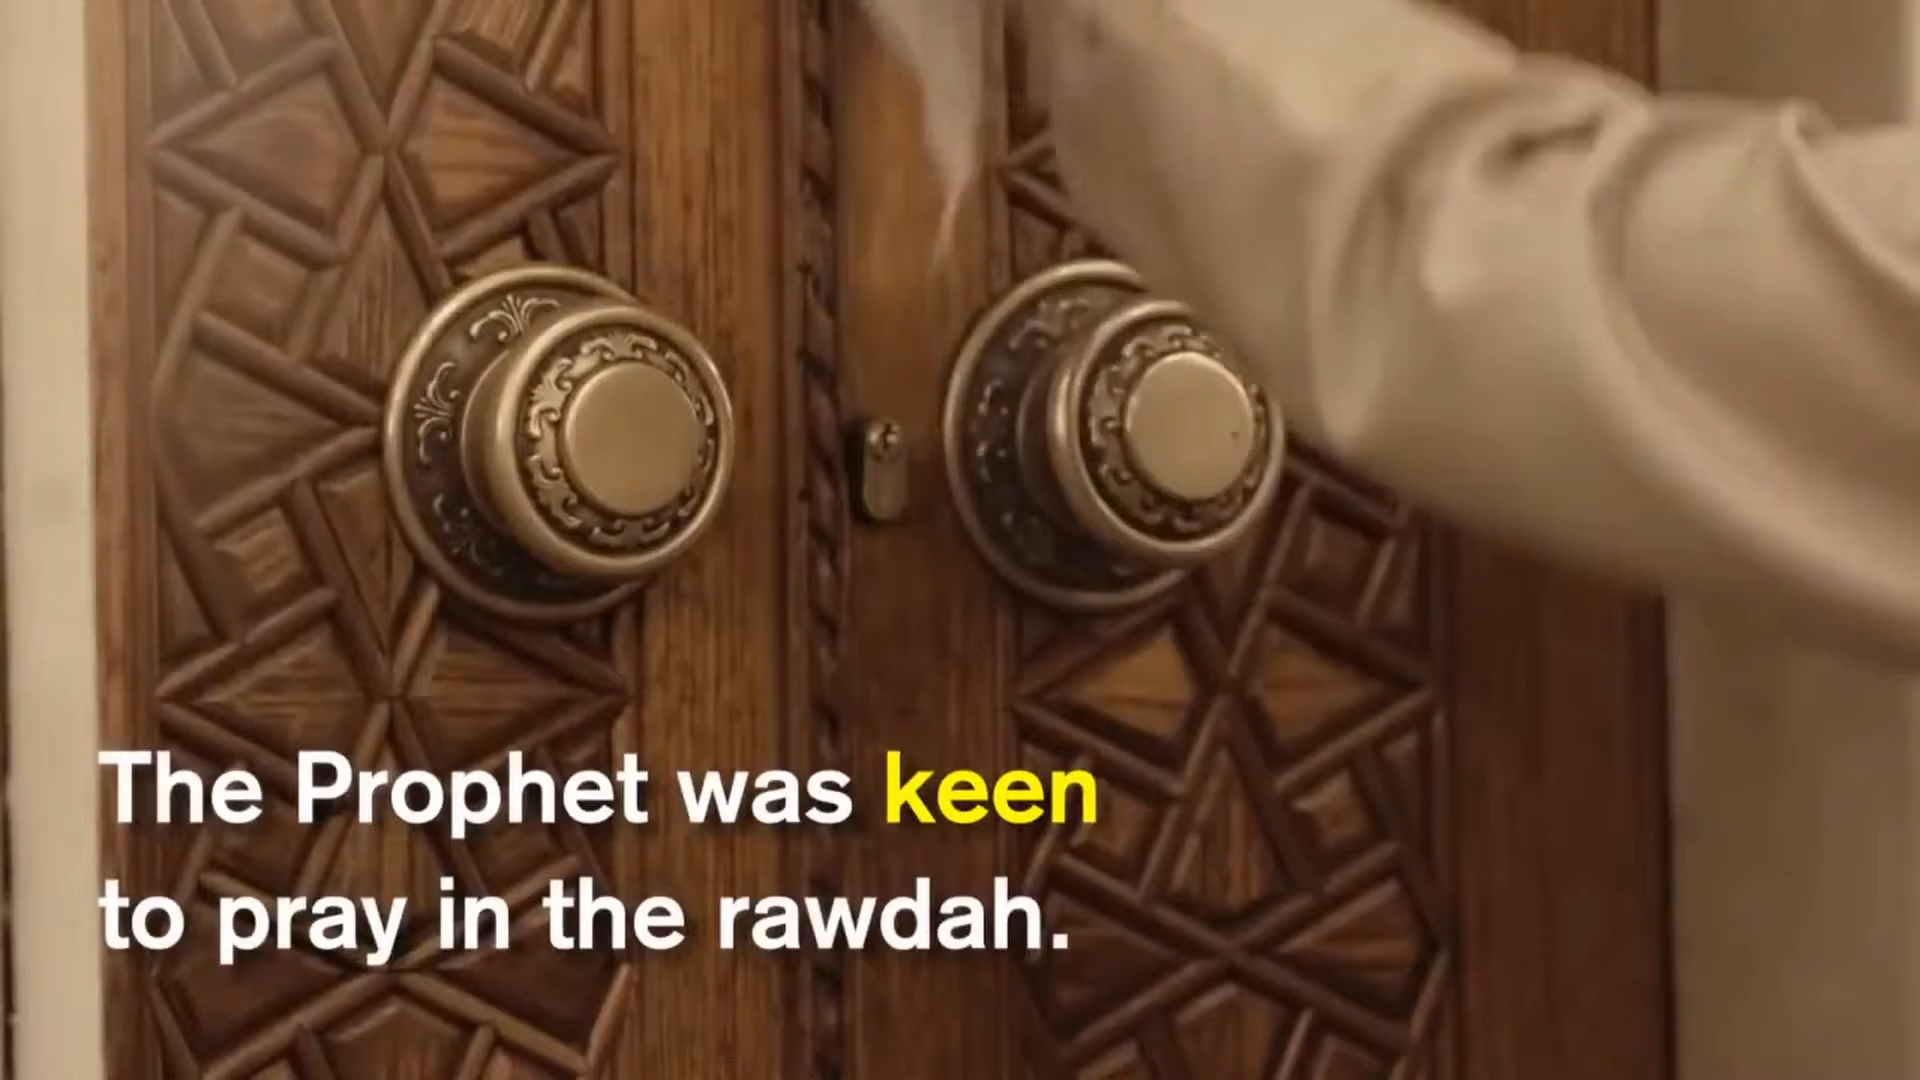 The Prophet was keen
to pray in the rawdah.